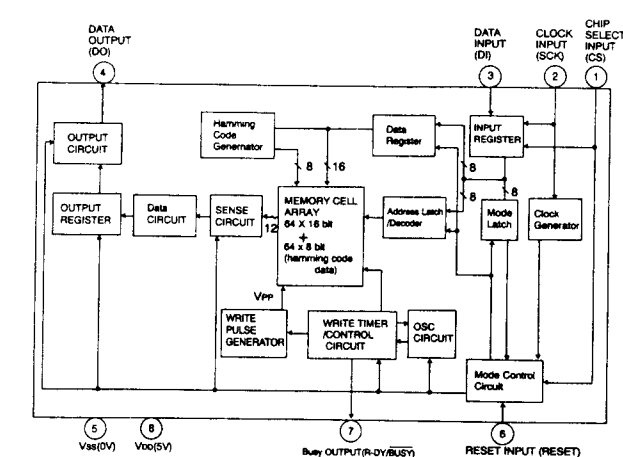 DATA
OUTPUT
(DO)
DATA
INPUT
(DI)
CLOCK
INPUT
(SCK)
CHIP
SELECT
INPUT
(CS)
4
3
2
1
OUTPUT
CIRCUIT
Hamming
Code
Gernernator
Data
Register
INPUT
REGISTER
8
16
8
8
8
OUTPUT
REGISTER
Data
CIRCUIT
SENSE
CIRCUIT
12
MEMORY CELL
ARRAY
64 X 16 bit
+
64 x 8 bit
(hamming code
data)
Address Latch
/Decoder
Mode
Latch
Clock
Generator
VPP
WRITE
PULSE
GENERATOR
WRITE TIMER
/CONTROL
CIRCUIT
OSC
CIRCUIT
Mode Control
Circuit
5
8
7
6
Vss(0V)
VDD(5V)
Busy OUTPUT(R-DY/BUSY)
RESET INPUT (RESET)